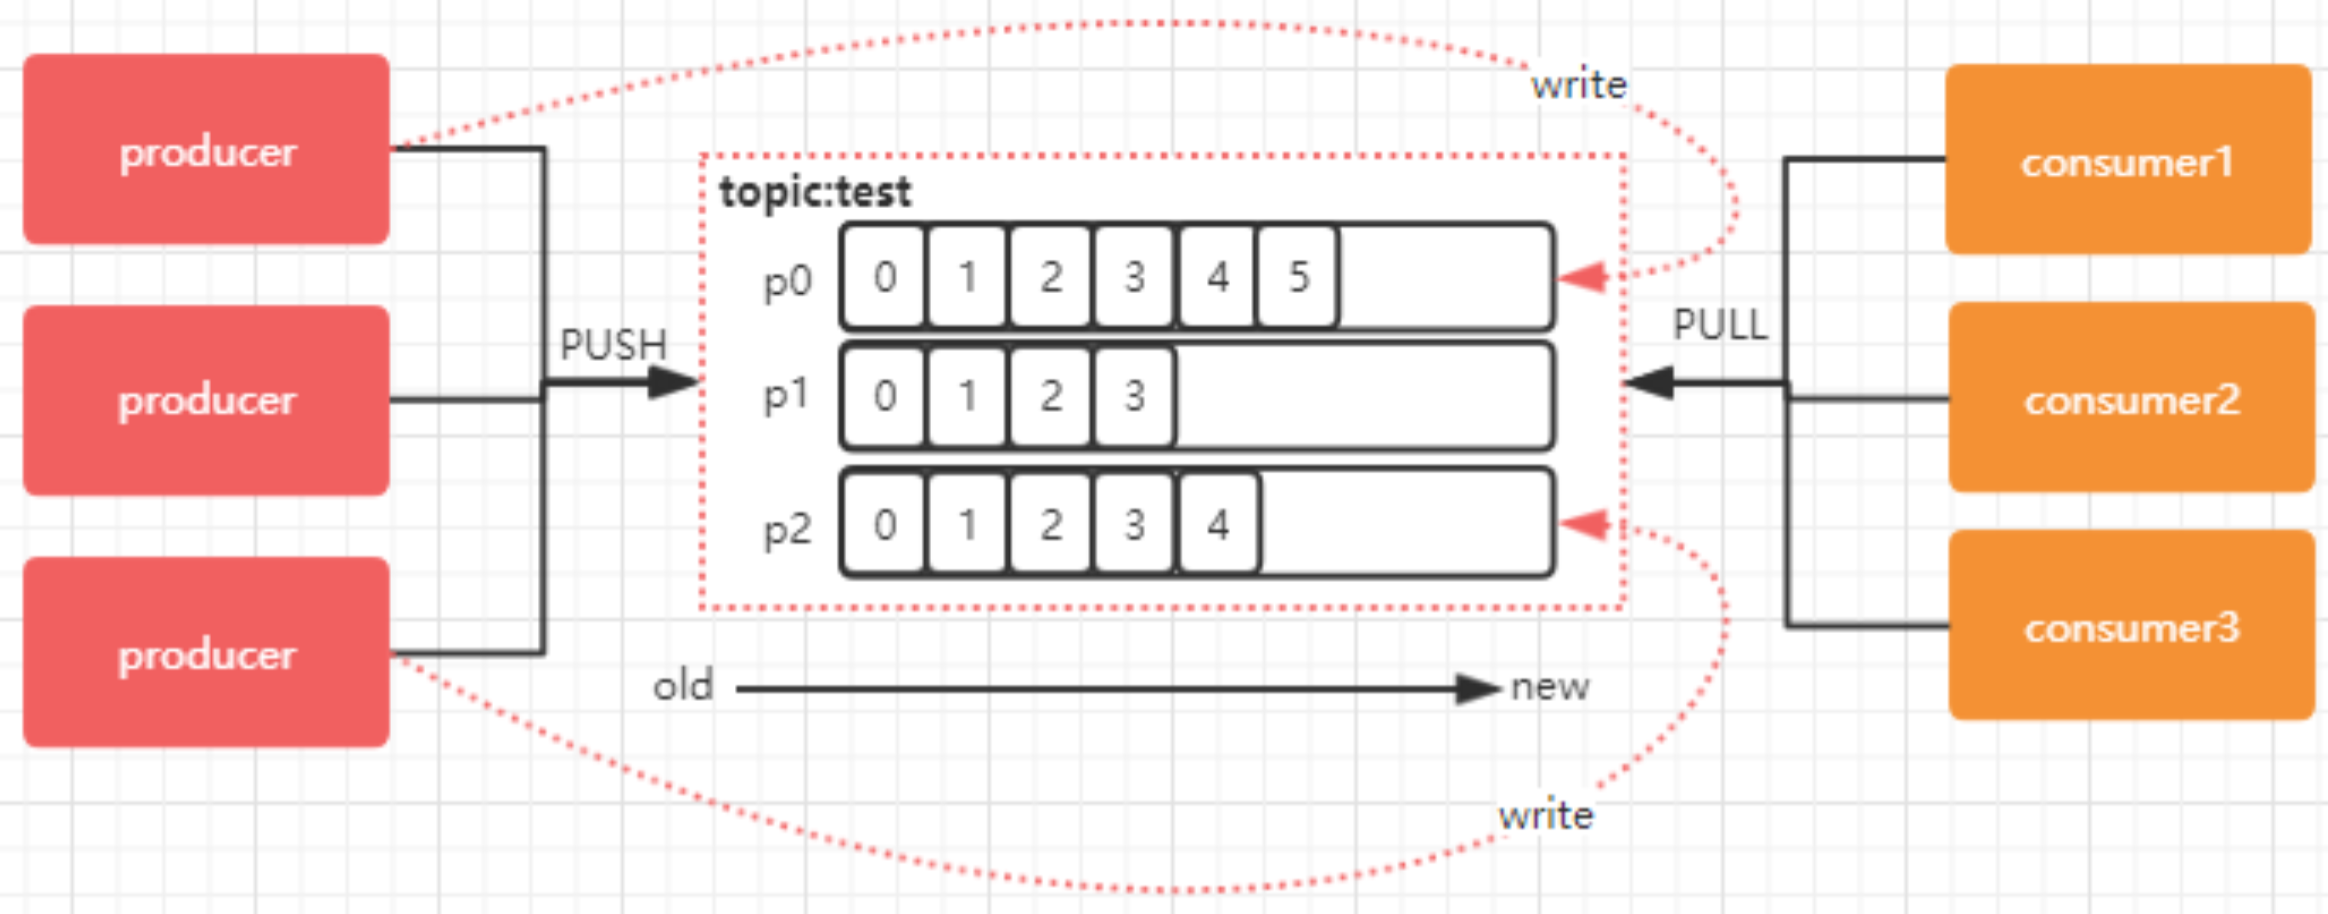 write
producer
consumer1
topic:test
p0 0 1 2 3 4 5
PUSH
PULL
producer
p1 0 1 2 3
consumer2
p2 0 1 2 3 4
producer
consumer3
old
new
write